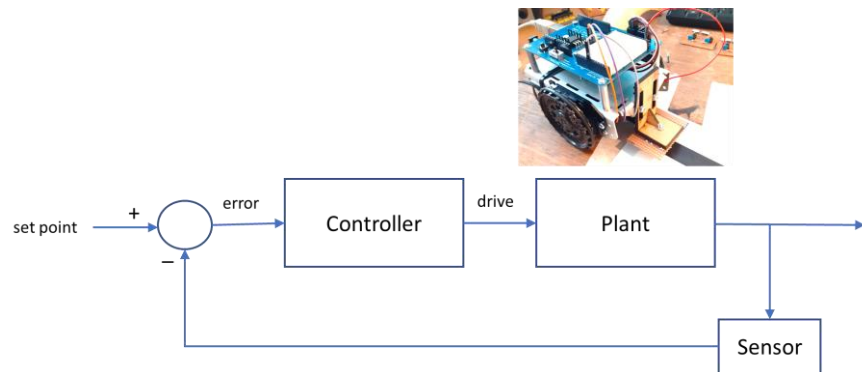 set point
+
−
error
Controller
drive
Plant
Sensor